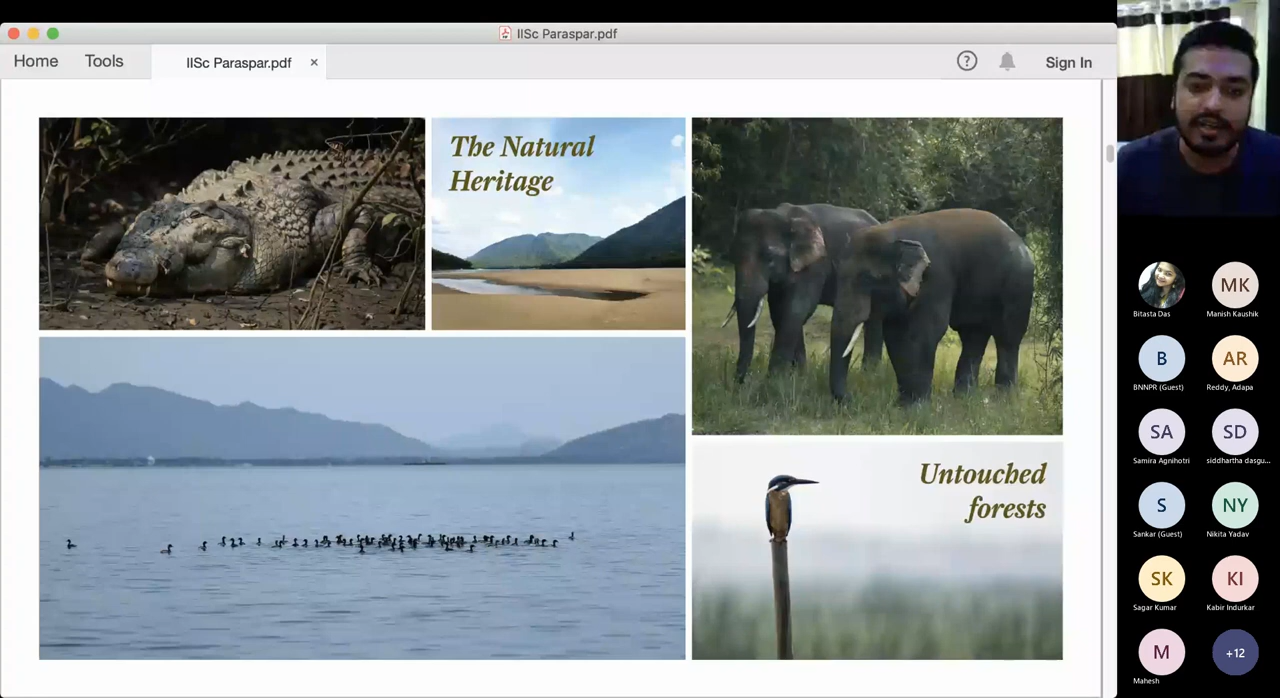 IISc Paraspar.pdf
Home
Tools
IISc Paraspar.pdf
×
?
Sign In
The Natural
Heritage
Untouched
forests
Bitasta Das
MK
Manish Kaushik
B
BNNPR (Guest)
AR
Reddy, Adapa
SA
Samira Agnihotri
SD
siddhartha dasgu...
S
Sankar (Guest)
NY
Nikita Yadav
SK
Sagar Kumar
KI
Kabir Indurkar
M
Mahesh
+12